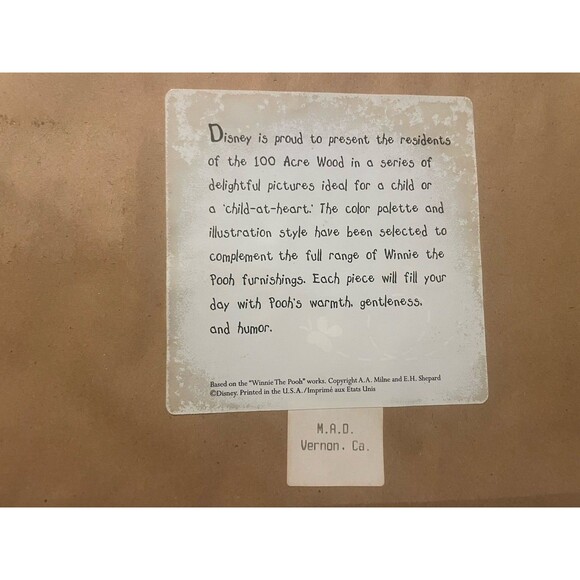 Disney is proud to present the residents
of the 100 Acre Wood in a series of
delightful pictures ideal for a child or
a 'child-at-heart.' The color palette and
illustration style have been selected to
complement the full range of Winnie the
Pooh furnishings. Each piece will fill your
day with Pooh's warmth, gentleness,
and humor.
Based on the "Winnie The Pooh" works, Copyright A.A. Milne and E.H. Shepard
©Disney. Printed in the U.S.A./Imprimé aux Etats Unis
M.A.D.
Vernon, Ca.